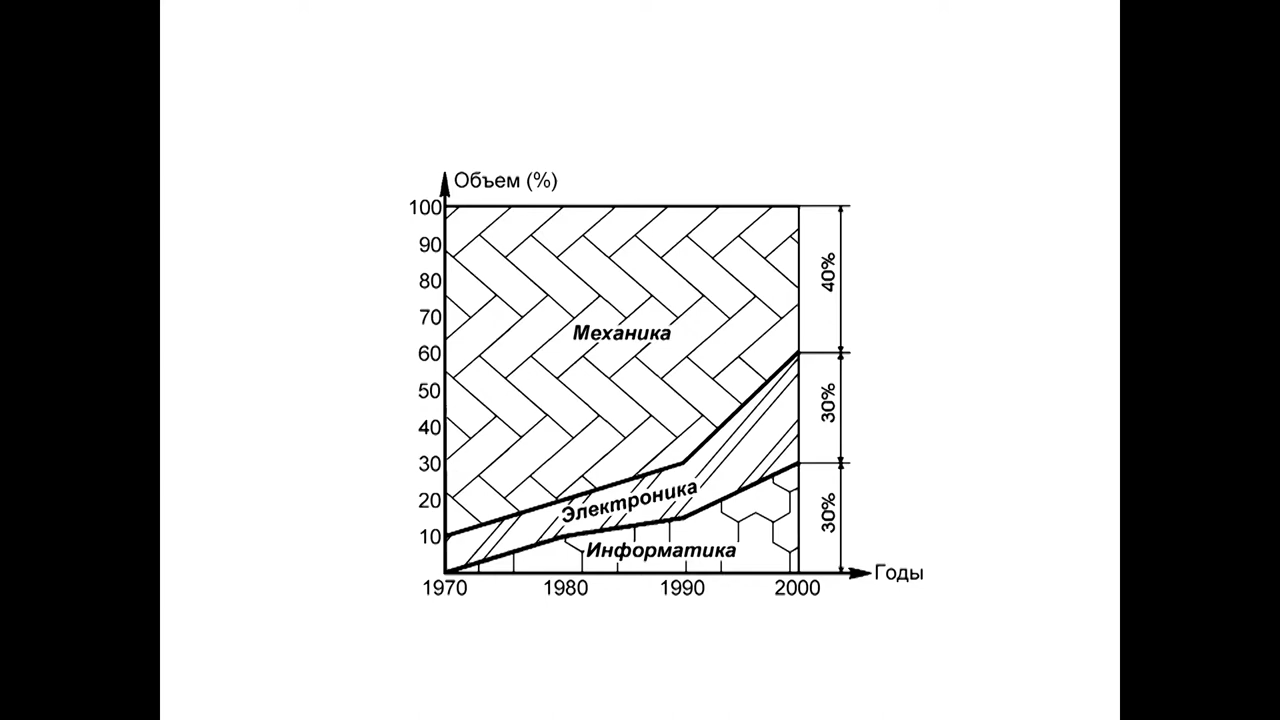 Объем (%)
100
90
80
70
60
50
40
30
20
10
Механика
Электроника
Информатика
40%
30%
30%
1970 1980 1990 2000
Годы